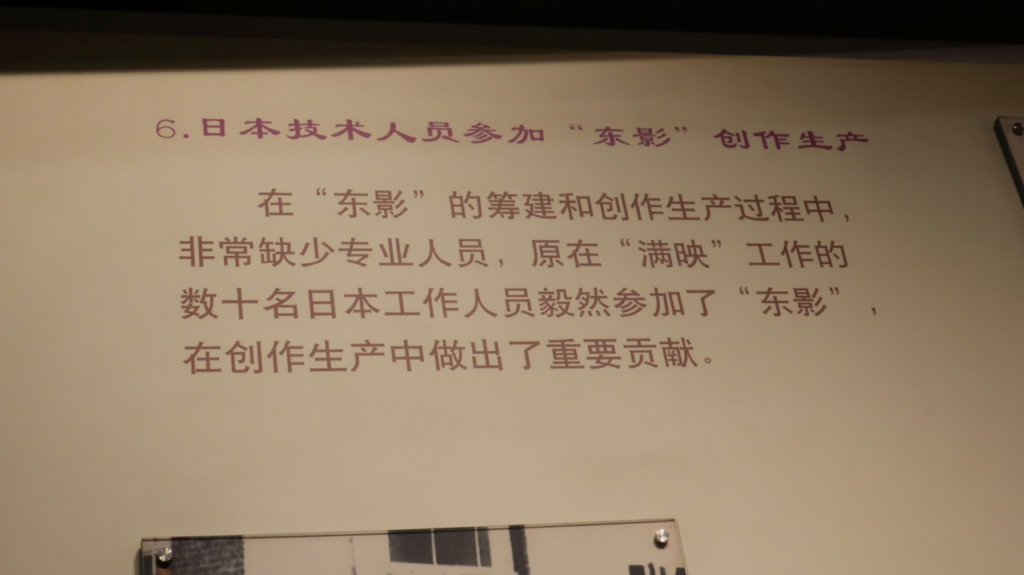 6.日本技术人员参加“东影”创作生产
在“东影”的筹建和创作生产过程中，
非常缺少专业人员，原在“满映”工作的
数十名日本工作人员毅然参加了“东影”，
在创作生产中做出了重要贡献。